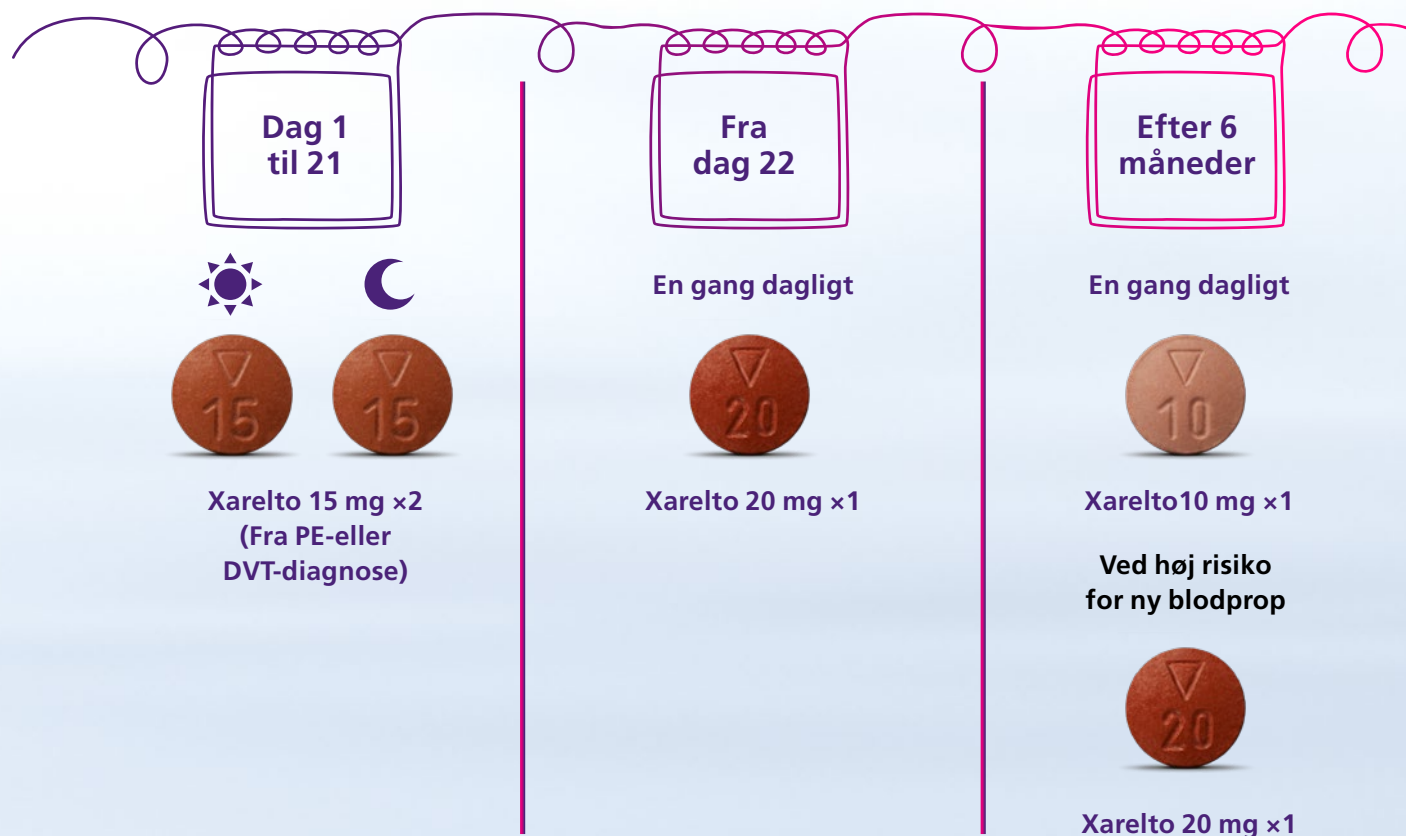 Dag 1
til 21
15
15
Xarelto 15 mg ×2
(Fra PE-eller
DVT-diagnose)
Fra
dag 22
En gang dagligt
20
Xarelto 20 mg ×1
Efter 6
måneder
En gang dagligt
10
Xarelto10 mg ×1
Ved høj risiko
for ny blodprop
20
Xarelto 20 mg ×1